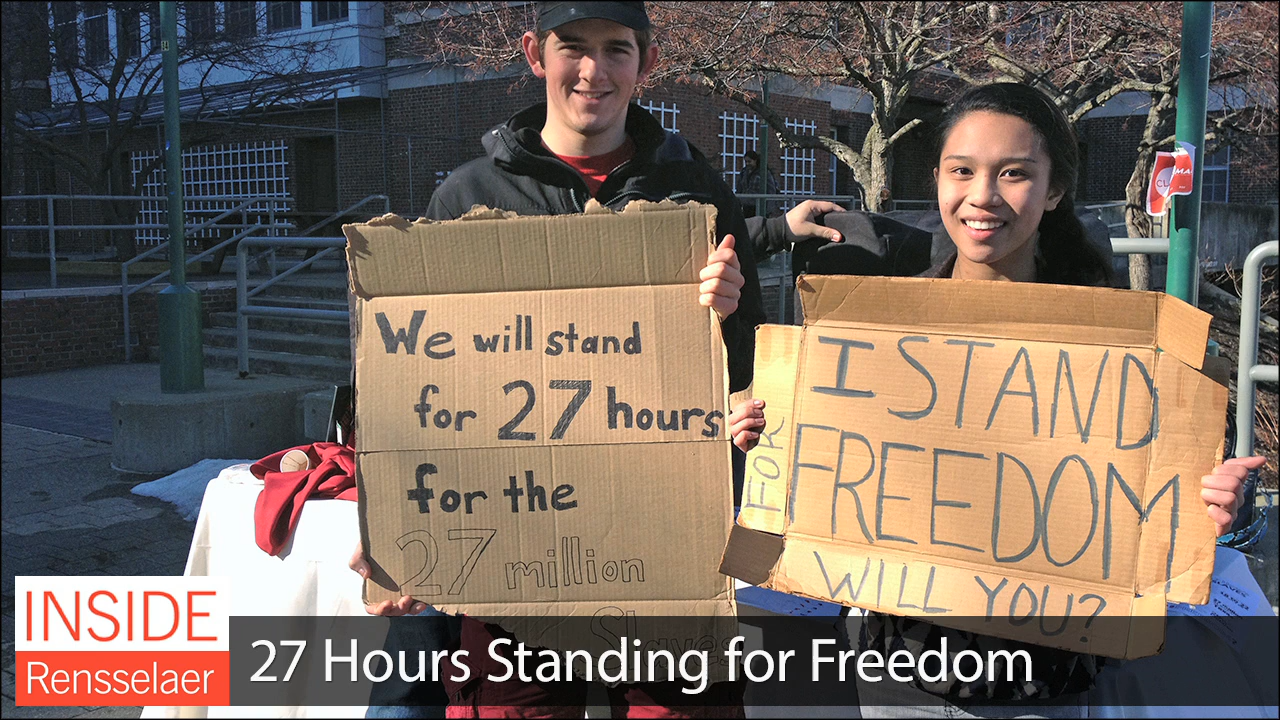 We will stand
for 27 hours
for the
27 million
Slaves
I STAND
FOR
FREEDOM
WILL YOU?
INSIDE
Rensselaer
27 Hours Standing for Freedom